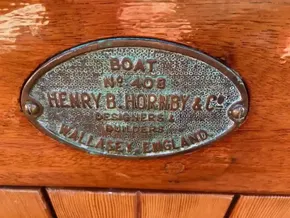 BOAT
No 408
HENRY B. HORNBY & Co
DESIGNERS &
BUILDERS
WALLASEY, ENGLAND